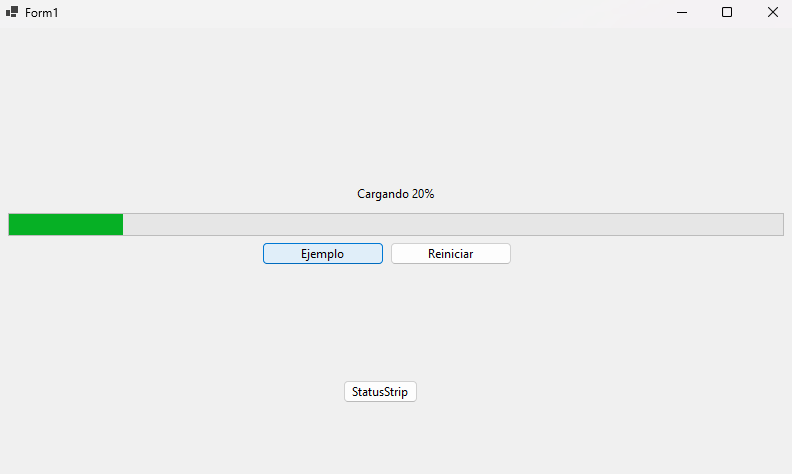 Form1
Cargando 20%
Ejemplo Reiniciar
StatusStrip